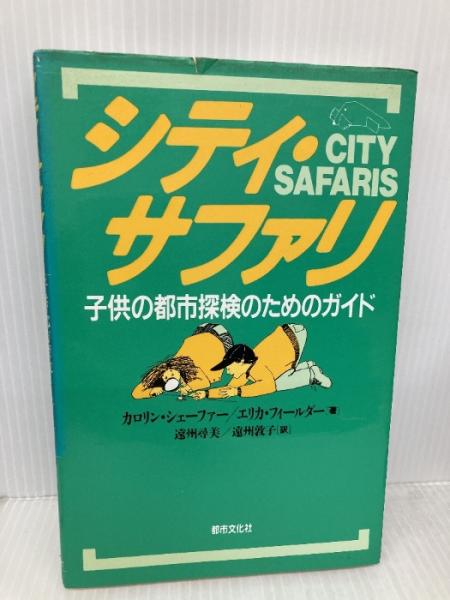 シティ・
CITY
SAFARIS
サファリ
子供の都市探検のためのガイド
カロリン・シェーファー/エリカ・フィールダー[著]
遠州尋美/遠州敦子[訳]
都市文化社